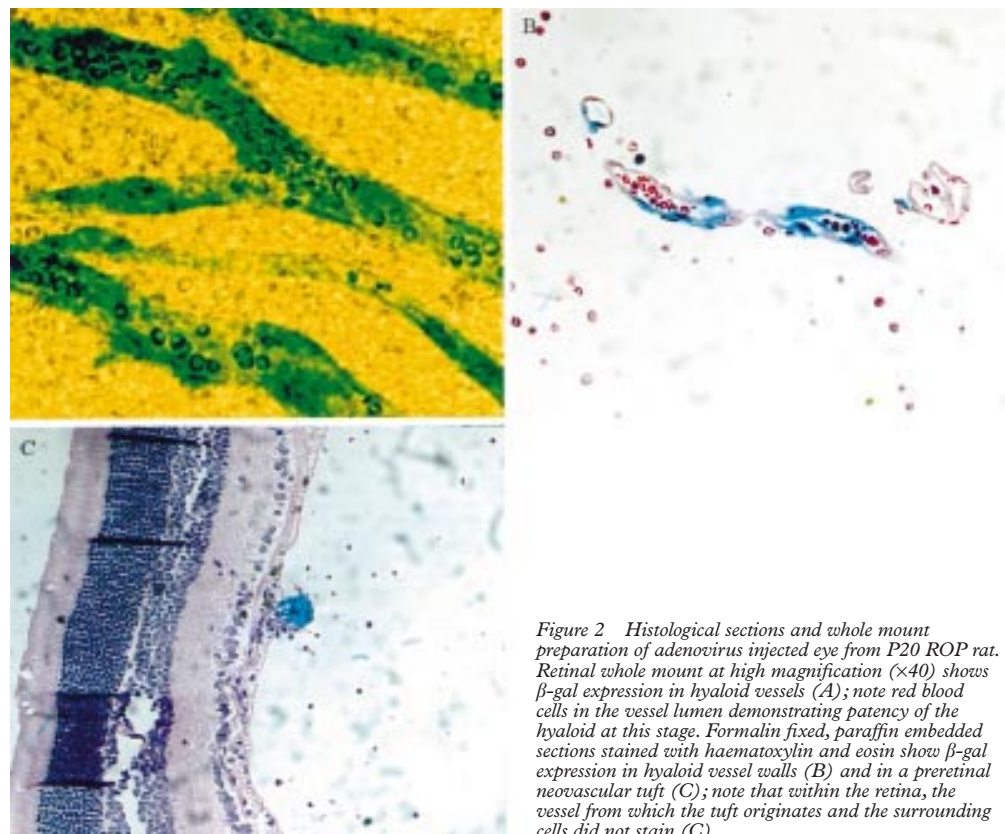 B
C
Figure 2 Histological sections and whole mount
preparation of adenovirus injected eye from P20 ROP rat.
Retinal whole mount at high magnification (×40) shows
β-gal expression in hyaloid vessels (A); note red blood
cells in the vessel lumen demonstrating patency of the
hyaloid at this stage. Formalin fixed, paraffin embedded
sections stained with haematoxylin and eosin show β-gal
expression in hyaloid vessel walls (B) and in a preretinal
neovascular tuft (C); note that within the retina, the
vessel from which the tuft originates and the surrounding
cells did not stain (C).